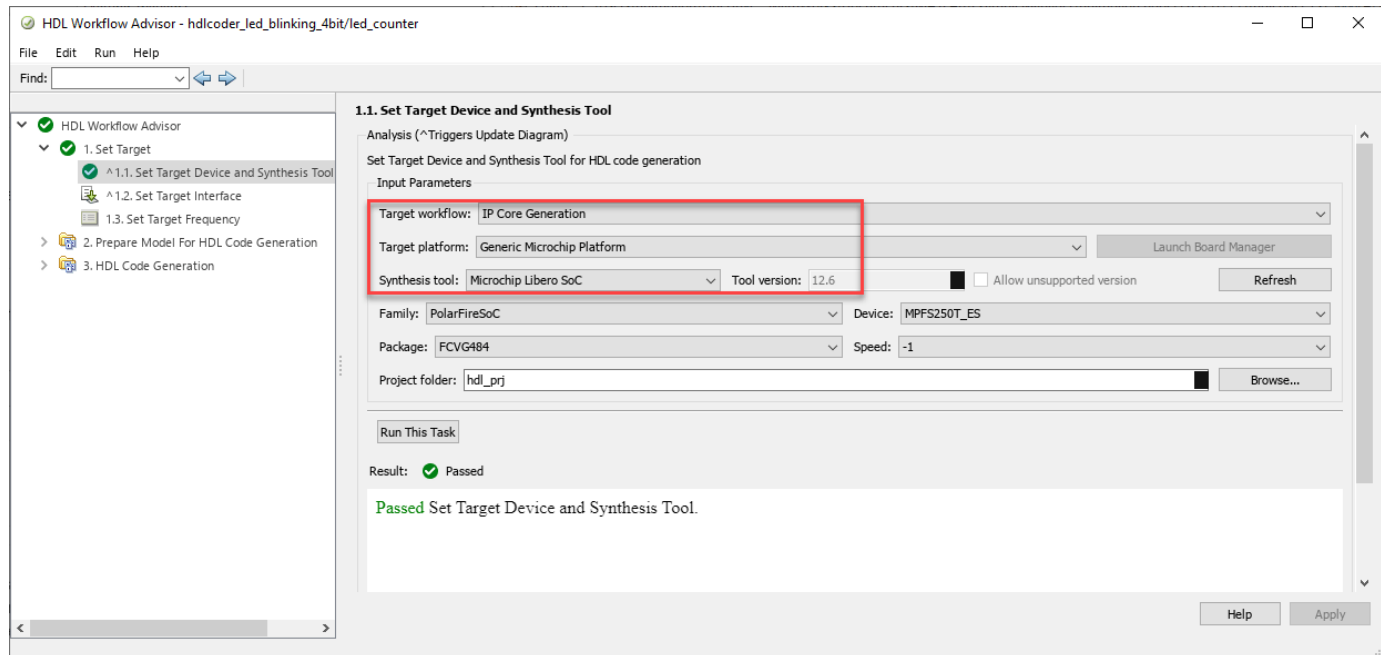 HDL Workflow Advisor - hdlcoder_led_blinking_4bit/led_counter
File Edit Run Help
Find:
HDL Workflow Advisor
1. Set Target
^1.1. Set Target Device and Synthesis Tool
^1.2. Set Target Interface
1.3. Set Target Frequency
2. Prepare Model For HDL Code Generation
3. HDL Code Generation
1.1. Set Target Device and Synthesis Tool
Analysis (^Triggers Update Diagram)
Set Target Device and Synthesis Tool for HDL code generation
Input Parameters
Target workflow: IP Core Generation
Target platform: Generic Microchip Platform Launch Board Manager
Synthesis tool: Microchip Libero SoC Tool version: 12.6 Allow unsupported version Refresh
Family: PolarFireSoC Device: MPFS250T_ES
Package: FCVG484 Speed: -1
Project folder: hdl_prj Browse...
Run This Task
Result: Passed
Passed Set Target Device and Synthesis Tool.
Help Apply